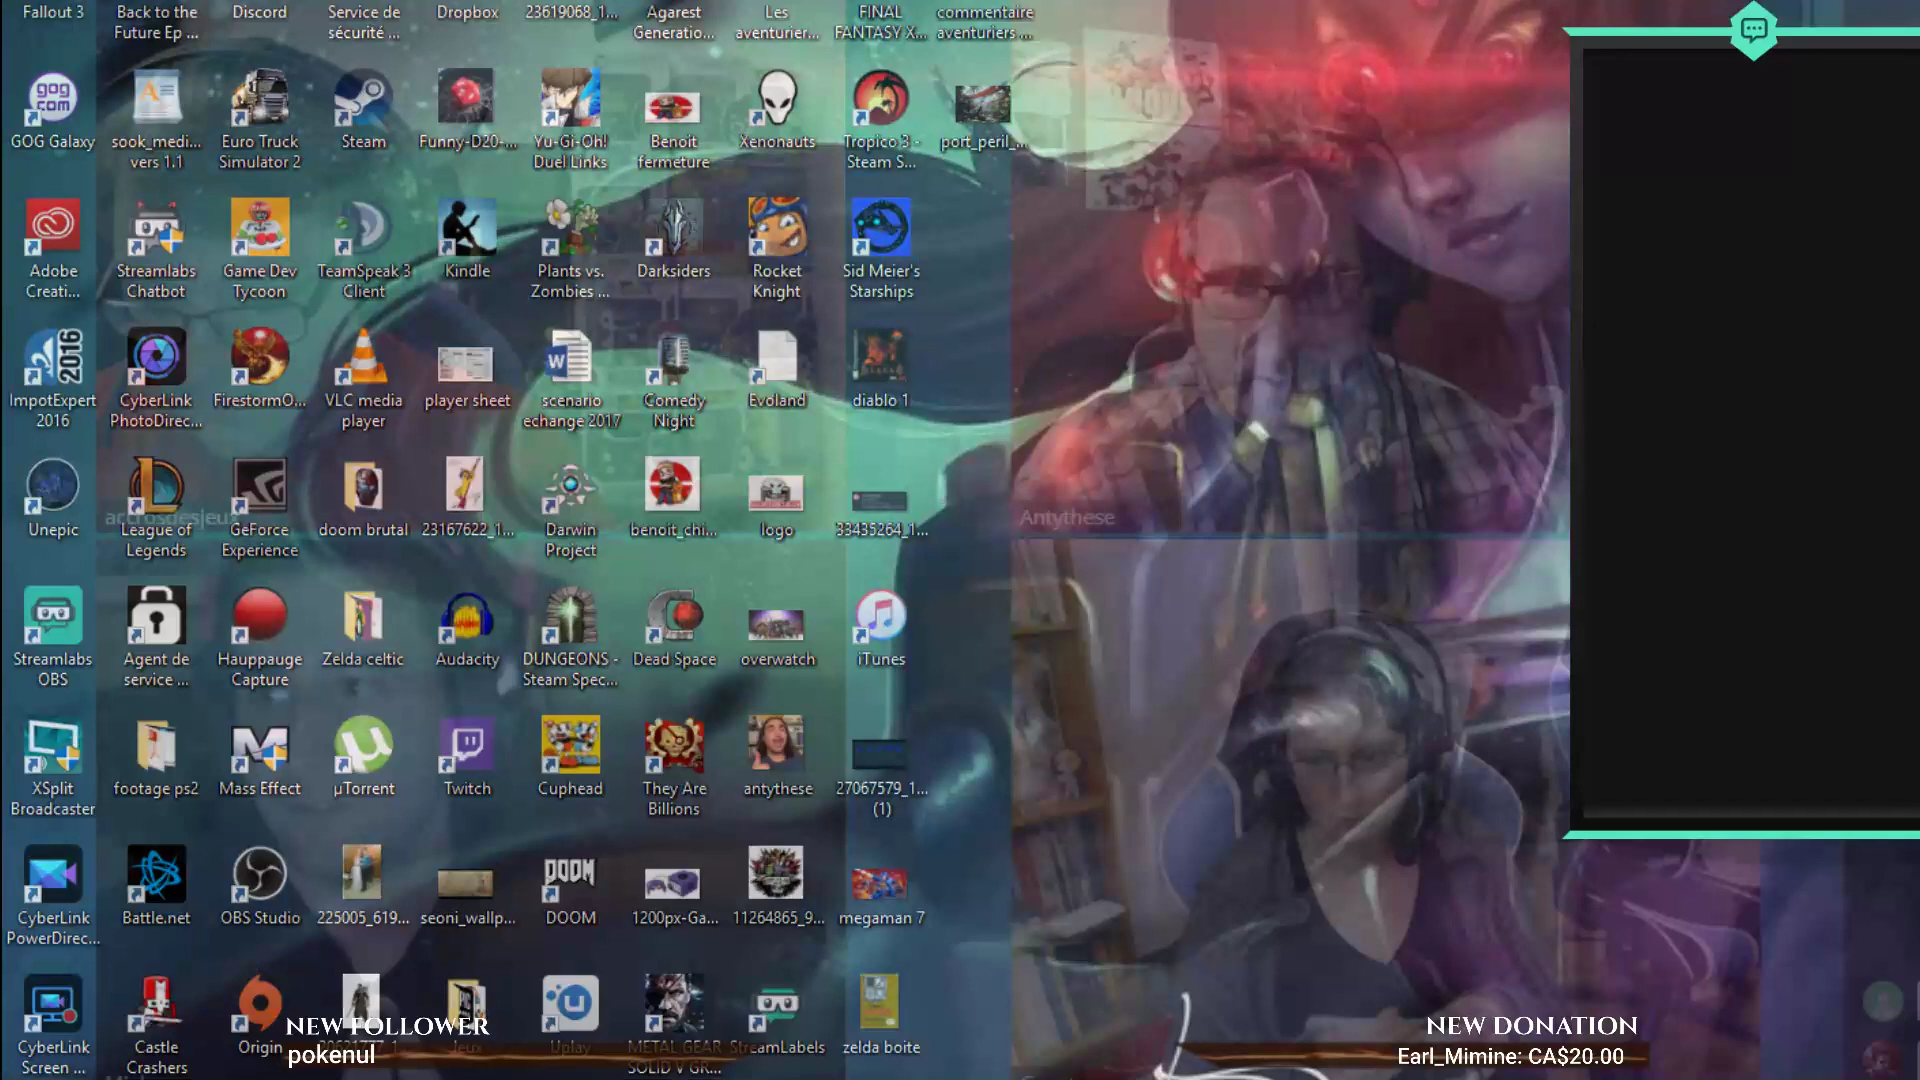 Fallout 3
Back to the
Future Ep ...
Discord
Service de
sécurité ...
Dropbox
23619068_1...
Agarest
Generatio...
Les
aventurier...
FINAL
FANTASY X...
commentaire
aventuriers ...
GOG Galaxy
sook_medi...
vers 1.1
Euro Truck
Simulator 2
Steam
Funny-D20-...
Yu-Gi-Oh!
Duel Links
Benoit
fermeture
Xenonauts
Tropico 3 -
Steam S...
port_peril_...
Adobe
Creati...
Streamlabs
Chatbot
Game Dev
Tycoon
TeamSpeak 3
Client
Kindle
Plants vs.
Zombies ...
Darksiders
Rocket
Knight
Sid Meier's
Starships
2016
ImpotExpert
2016
CyberLink
PhotoDirec...
FirestormO...
VLC media
player
player sheet
scenario
echange 2017
Comedy
Night
Evoland
diablo 1
Unepic
League of
Legends
GeForce
Experience
doom brutal
23167622_1...
Darwin
Project
benoit_chi...
logo
33435264_1...
Antythese
Streamlabs
OBS
Agent de
service ...
Hauppauge
Capture
Zelda celtic
Audacity
DUNGEONS -
Steam Spec...
Dead Space
overwatch
iTunes
XSplit
Broadcaster
footage ps2
Mass Effect
µTorrent
Twitch
Cuphead
They Are
Billions
antythese
27067579_1...
(1)
CyberLink
PowerDirec...
Battle.net
OBS Studio
225005_619...
seoni_wallp...
DOOM
DOOM
1200px-Ga...
11264865_9...
megaman 7
CyberLink
Screen ...
Castle
Crashers
Origin
Jeux
Uplay
METAL GEAR
SOLID V GR...
StreamLabels
zelda boite
NEW FOLLOWER
pokenul
NEW DONATION
Earl_Mimine: CA$20.00